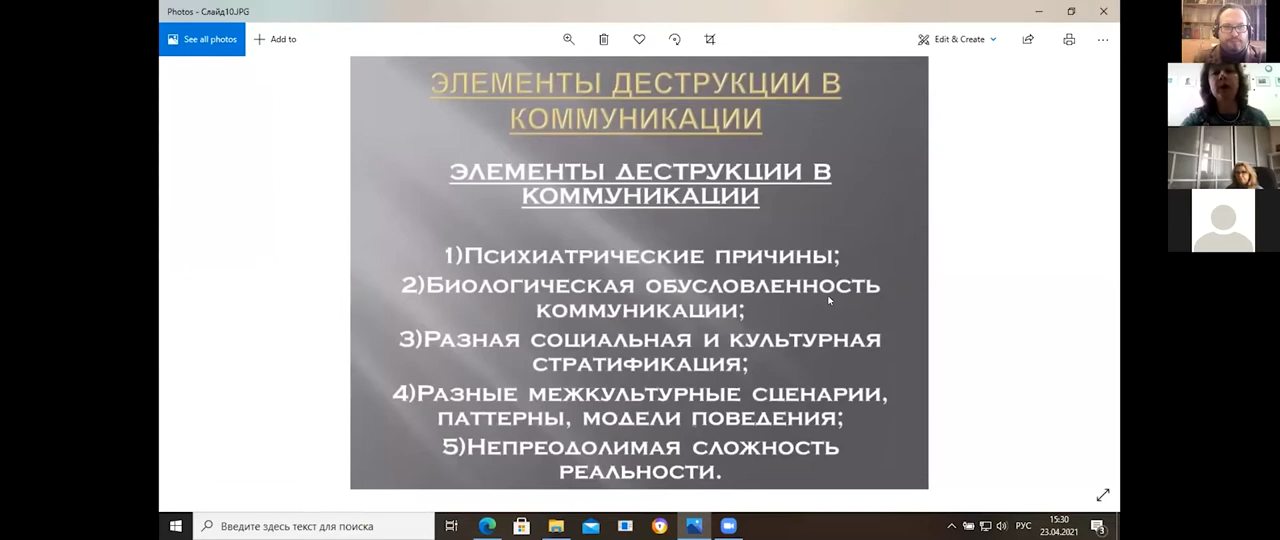 Photos - Слайд10.JPG
See all photos
Add to
Edit & Create
ЭЛЕМЕНТЫ ДЕСТРУКЦИИ В
КОММУНИКАЦИИ
ЭЛЕМЕНТЫ ДЕСТРУКЦИИ В
КОММУНИКАЦИИ
1)ПСИХИАТРИЧЕСКИЕ ПРИЧИНЫ;
2)БИОЛОГИЧЕСКАЯ ОБУСЛОВЛЕННОСТЬ
КОММУНИКАЦИИ;
3)РАЗНАЯ СОЦИАЛЬНАЯ И КУЛЬТУРНАЯ
СТРАТИФИКАЦИЯ;
4)РАЗНЫЕ МЕЖКУЛЬТУРНЫЕ СЦЕНАРИИ,
ПАТТЕРНЫ, МОДЕЛИ ПОВЕДЕНИЯ;
5)НЕПРЕОДОЛИМАЯ СЛОЖНОСТЬ
РЕАЛЬНОСТИ.
Введите здесь текст для поиска
РУС
15:30
23.04.2021
3